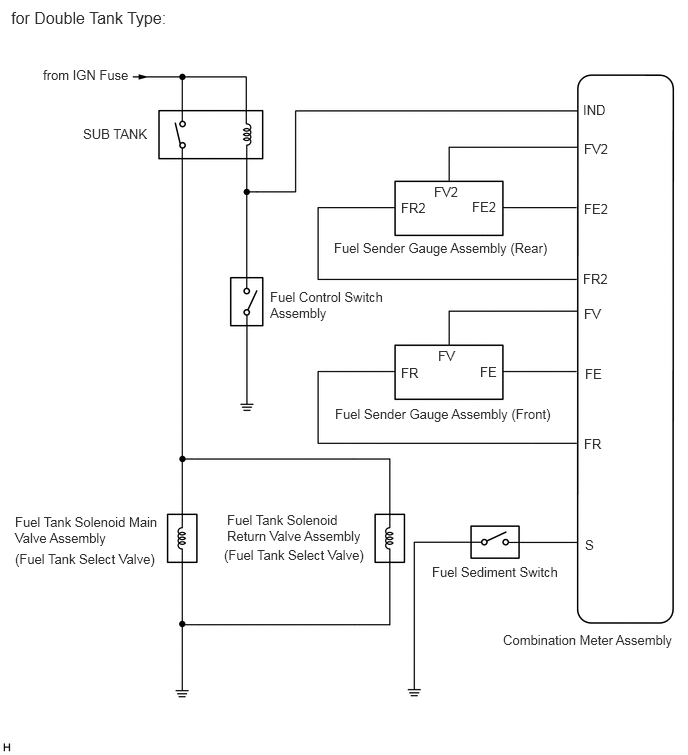 for Double Tank Type:
from IGN Fuse
SUB TANK
IND
FV2
FV2
FR2
FE2
FE2
Fuel Sender Gauge Assembly (Rear)
FR2
Fuel Control Switch
Assembly
FV
FV
FR
FE
FE
Fuel Sender Gauge Assembly (Front)
FR
Fuel Tank Solenoid Main
Valve Assembly
(Fuel Tank Select Valve)
Fuel Tank Solenoid
Return Valve Assembly
(Fuel Tank Select Valve)
S
Fuel Sediment Switch
Combination Meter Assembly
H